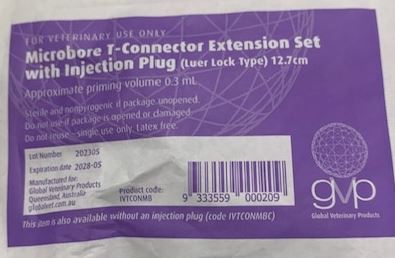 FOR VETERINARY USE ONLY
Microbore T-Connector Extension Set
with Injection Plug (Luer Lock Type) 12.7cm
Approximate priming volume 0.3 mL
Sterile and nonpyrogenic if package unopened.
Do not use if package is opened or damaged.
Do not reuse - single use only. Latex free.
Lot Number 202305
Expiration date 2028-05
Manufactured for:
Global Veterinary Products
Queensland, Australia
globalvet.com.au
Product code:
IVTCONMB
9 333559 000209
gvp
Global Veterinary Products
This item is also available without an injection plug (code IVTCONMBC)